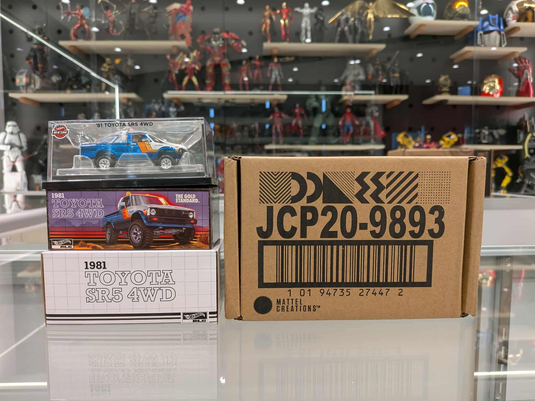 '81 TOYOTA SR5 4WD
1981
TOYOTA
SR5 4WD
THE GOLD
STANDARD.
1981
TOYOTA
SR5 4WD
JCP20-9893
1 01 94735 27447 2
MATTEL
CREATIONS™